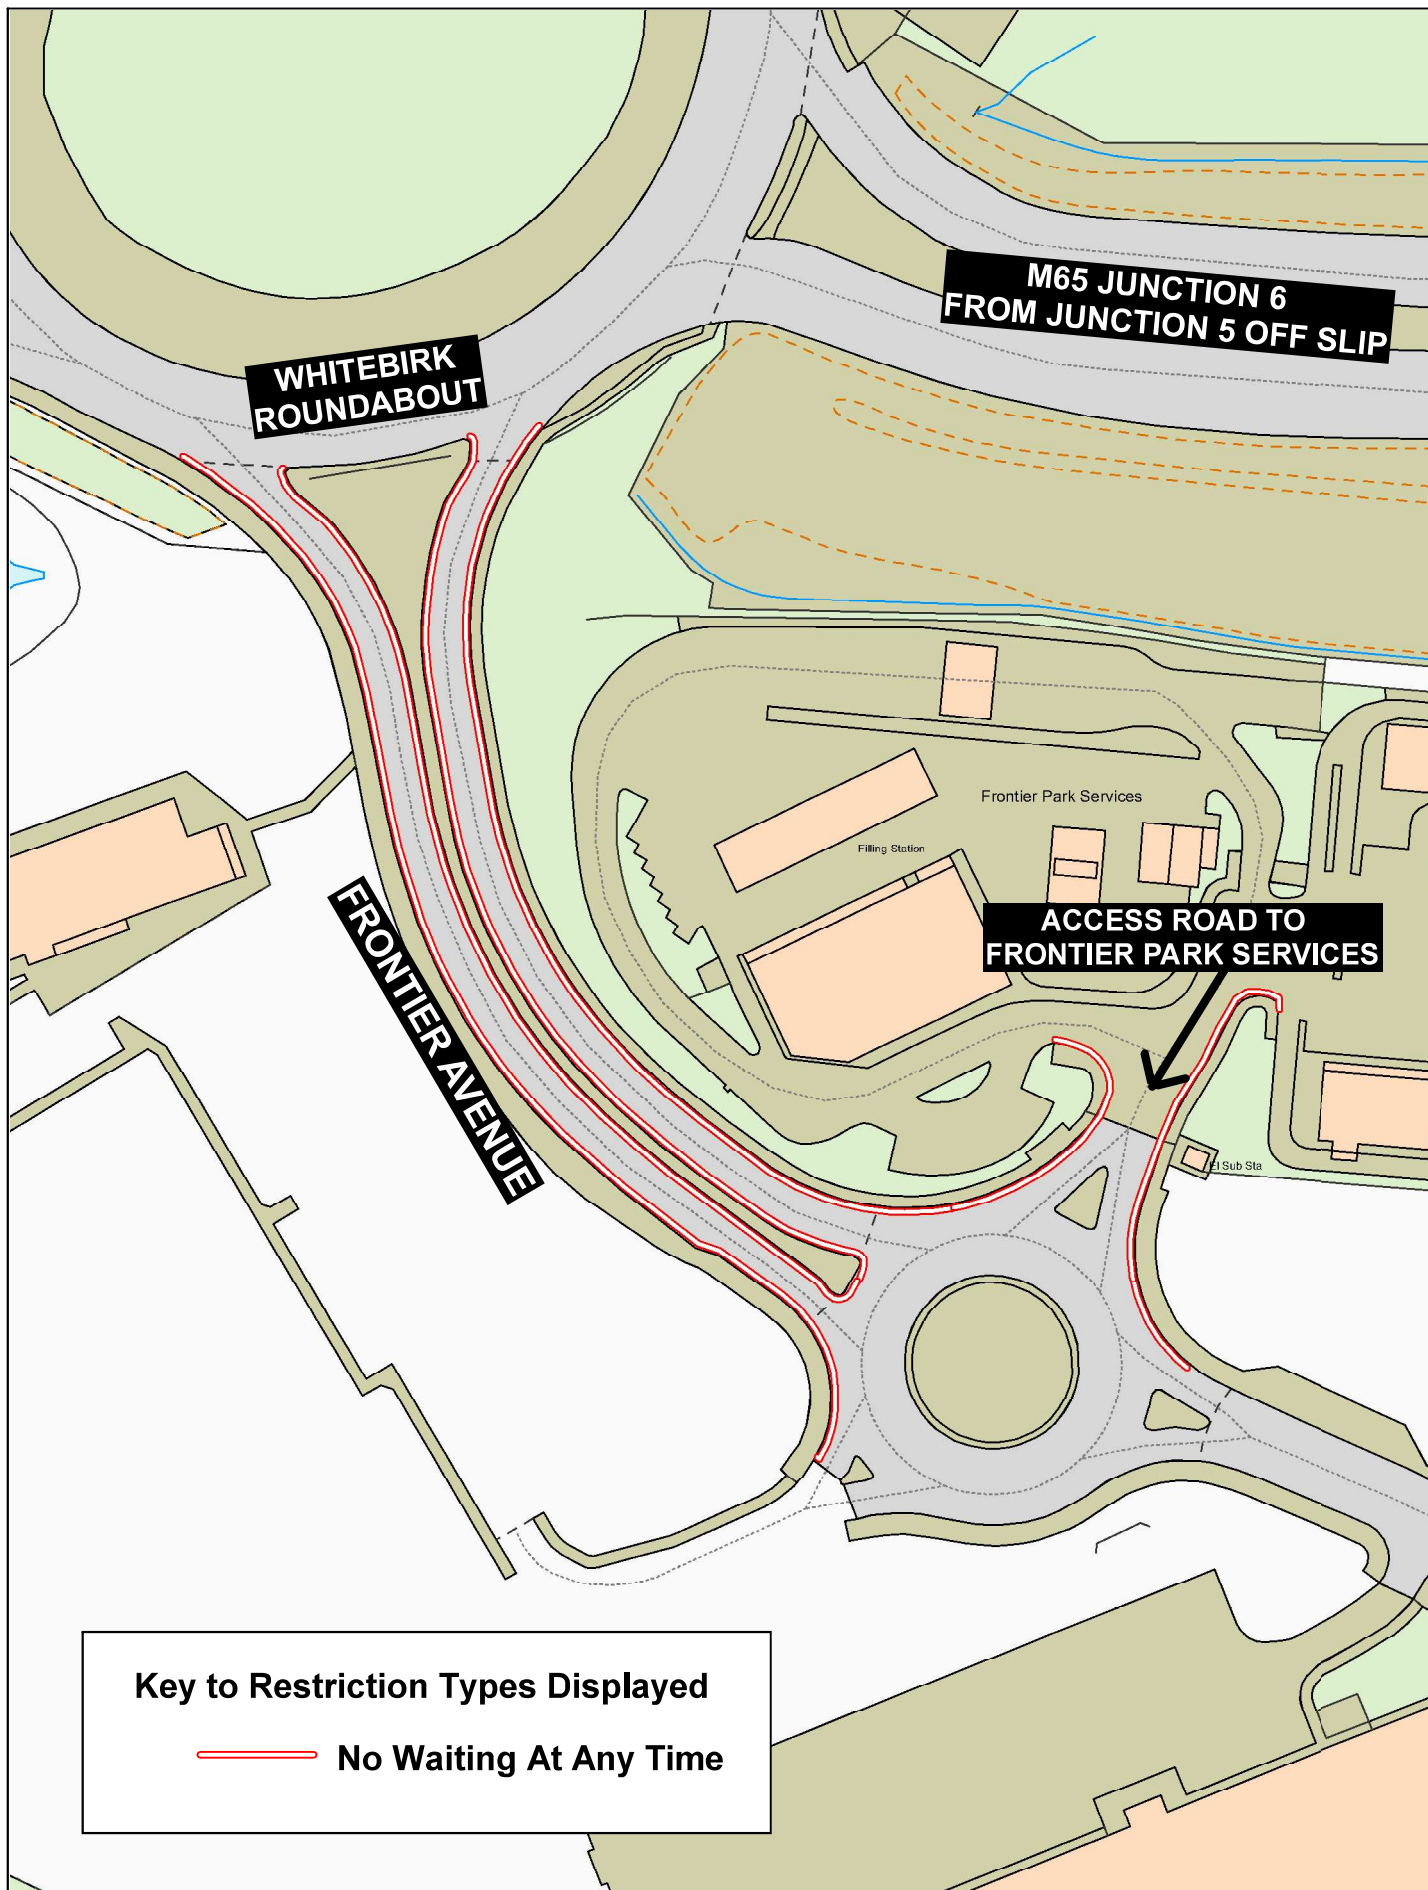 M65 JUNCTION 6
FROM JUNCTION 5 OFF SLIP
WHITEBIRK
ROUNDABOUT
Frontier Park Services
Filling Station
ACCESS ROAD TO
FRONTIER PARK SERVICES
FRONTIER AVENUE
El Sub Sta
Key to Restriction Types Displayed
No Waiting At Any Time